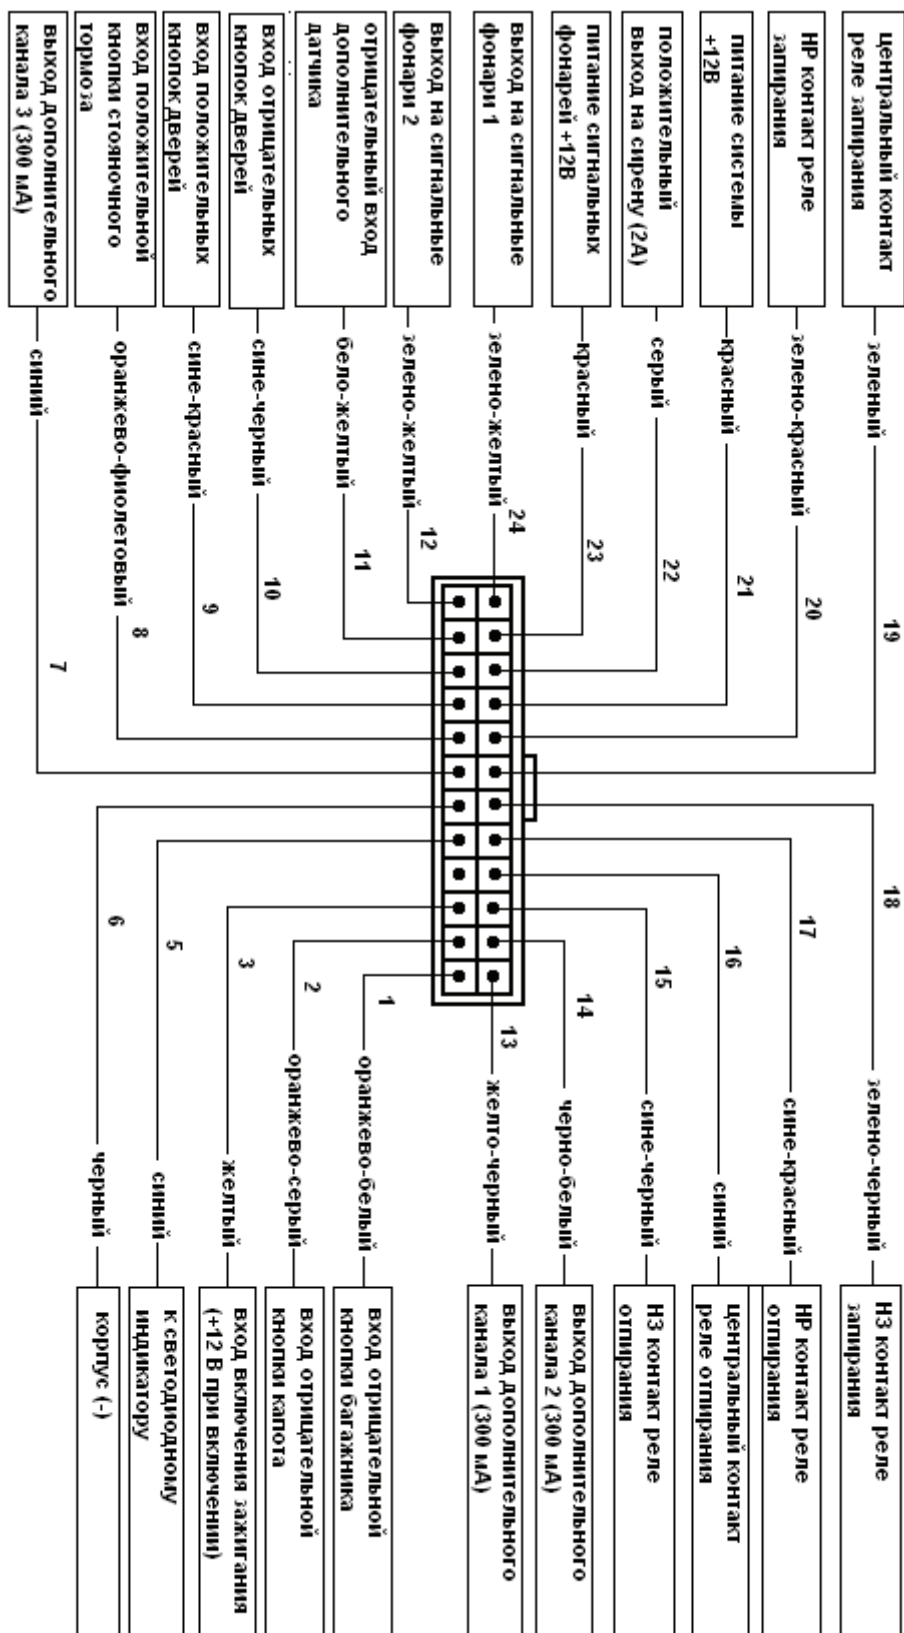 центральный контакт
реле запирания
зеленый
19
НР контакт реле
запирания
зелено-красный
20
питание системы
+12В
красный
21
положительный
выход на сирену (2А)
серый
22
питание сигнальных
фонарей +12В
красный
23
выход на сигнальные
фонари 1
зелено-желтый
24
выход на сигнальные
фонари 2
зелено-желтый
12
отрицательный вход
дополнительного
датчика
бело-желтый
11
вход отрицательных
кнопок дверей
сине-черный
10
вход положительных
кнопок дверей
сине-красный
9
вход положительной
кнопки стояночного
тормоза
оранжево-фиолетовый
8
выход дополнительного
канала 3 (300 мА)
синий
7
18
зелено-черный
НЗ контакт реле
запирания
17
сине-красный
НР контакт реле
отпирания
16
синий
центральный контакт
реле отпирания
15
сине-черный
НЗ контакт реле
отпирания
14
черно-белый
выход дополнительного
канала 2 (300 мА)
13
желто-черный
выход дополнительного
канала 1 (300 мА)
1
оранжево-белый
вход отрицательной
кнопки багажника
2
оранжево-серый
вход отрицательной
кнопки капота
3
желтый
вход включения зажигания
(+12 В при включении)
5
синий
к светодиодному
индикатору
6
черный
корпус (-)